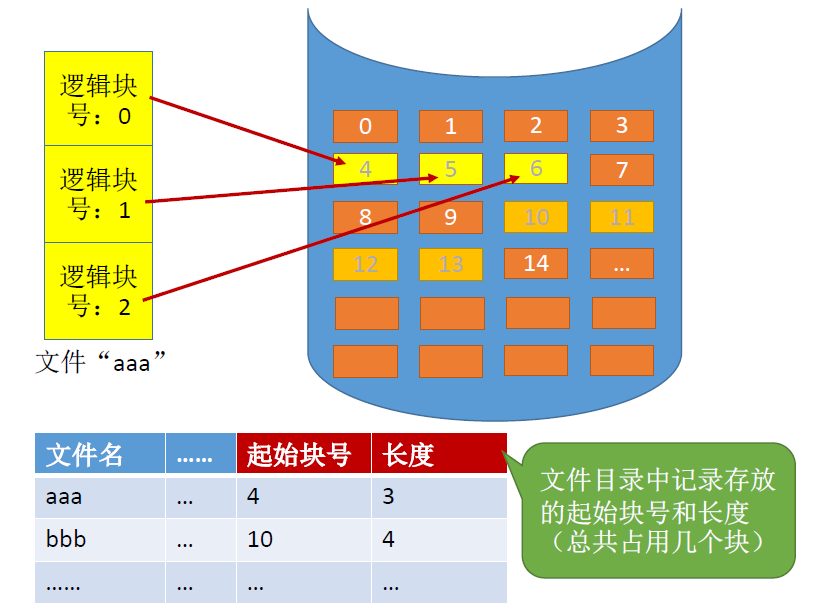 逻辑块
号：0
逻辑块
号：1
逻辑块
号：2
文件“aaa”
0 1 2 3
4 5 6 7
8 9 10 11
12 13 14 …
文件名 …… 起始块号 长度
aaa … 4 3
bbb … 10 4
…… … … …
文件目录中记录存放
的起始块号和长度
（总共占用几个块）